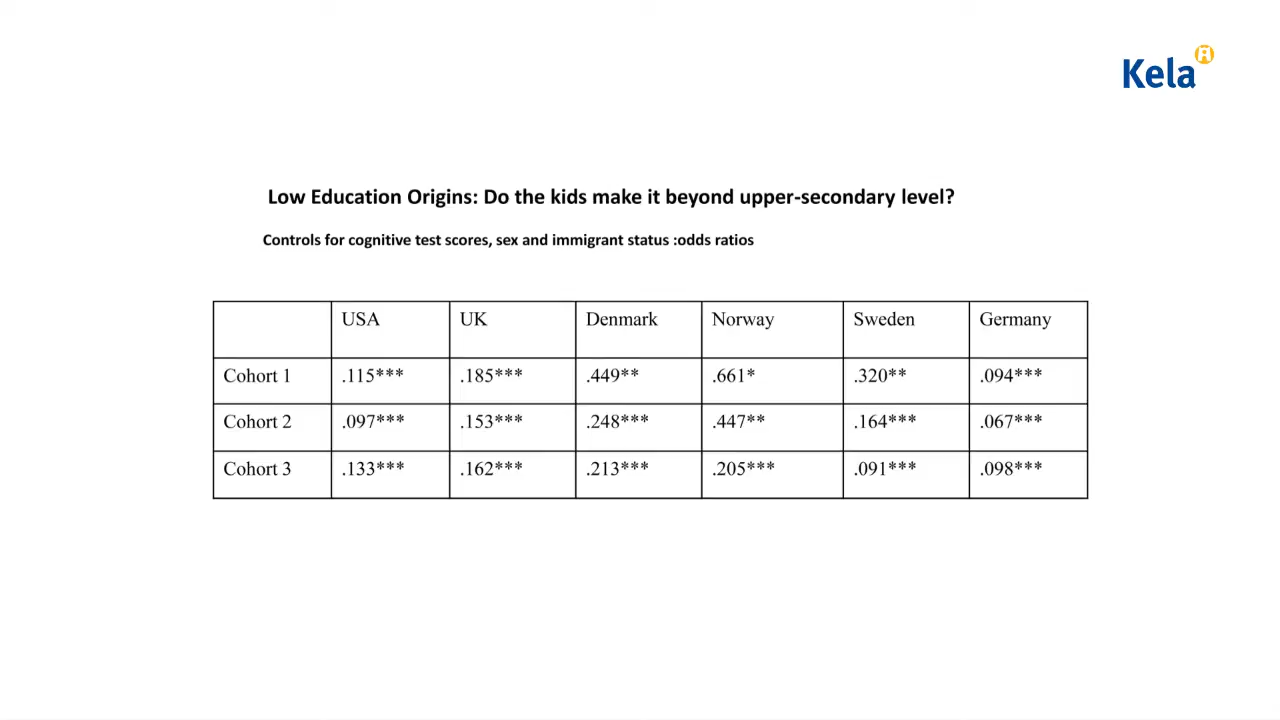 Kela
Low Education Origins: Do the kids make it beyond upper-secondary level?
Controls for cognitive test scores, sex and immigrant status :odds ratios
USA UK Denmark Norway Sweden Germany
Cohort 1 .115*** .185*** .449** .661* .320** .094***
Cohort 2 .097*** .153*** .248*** .447** .164*** .067***
Cohort 3 .133*** .162*** .213*** .205*** .091*** .098***